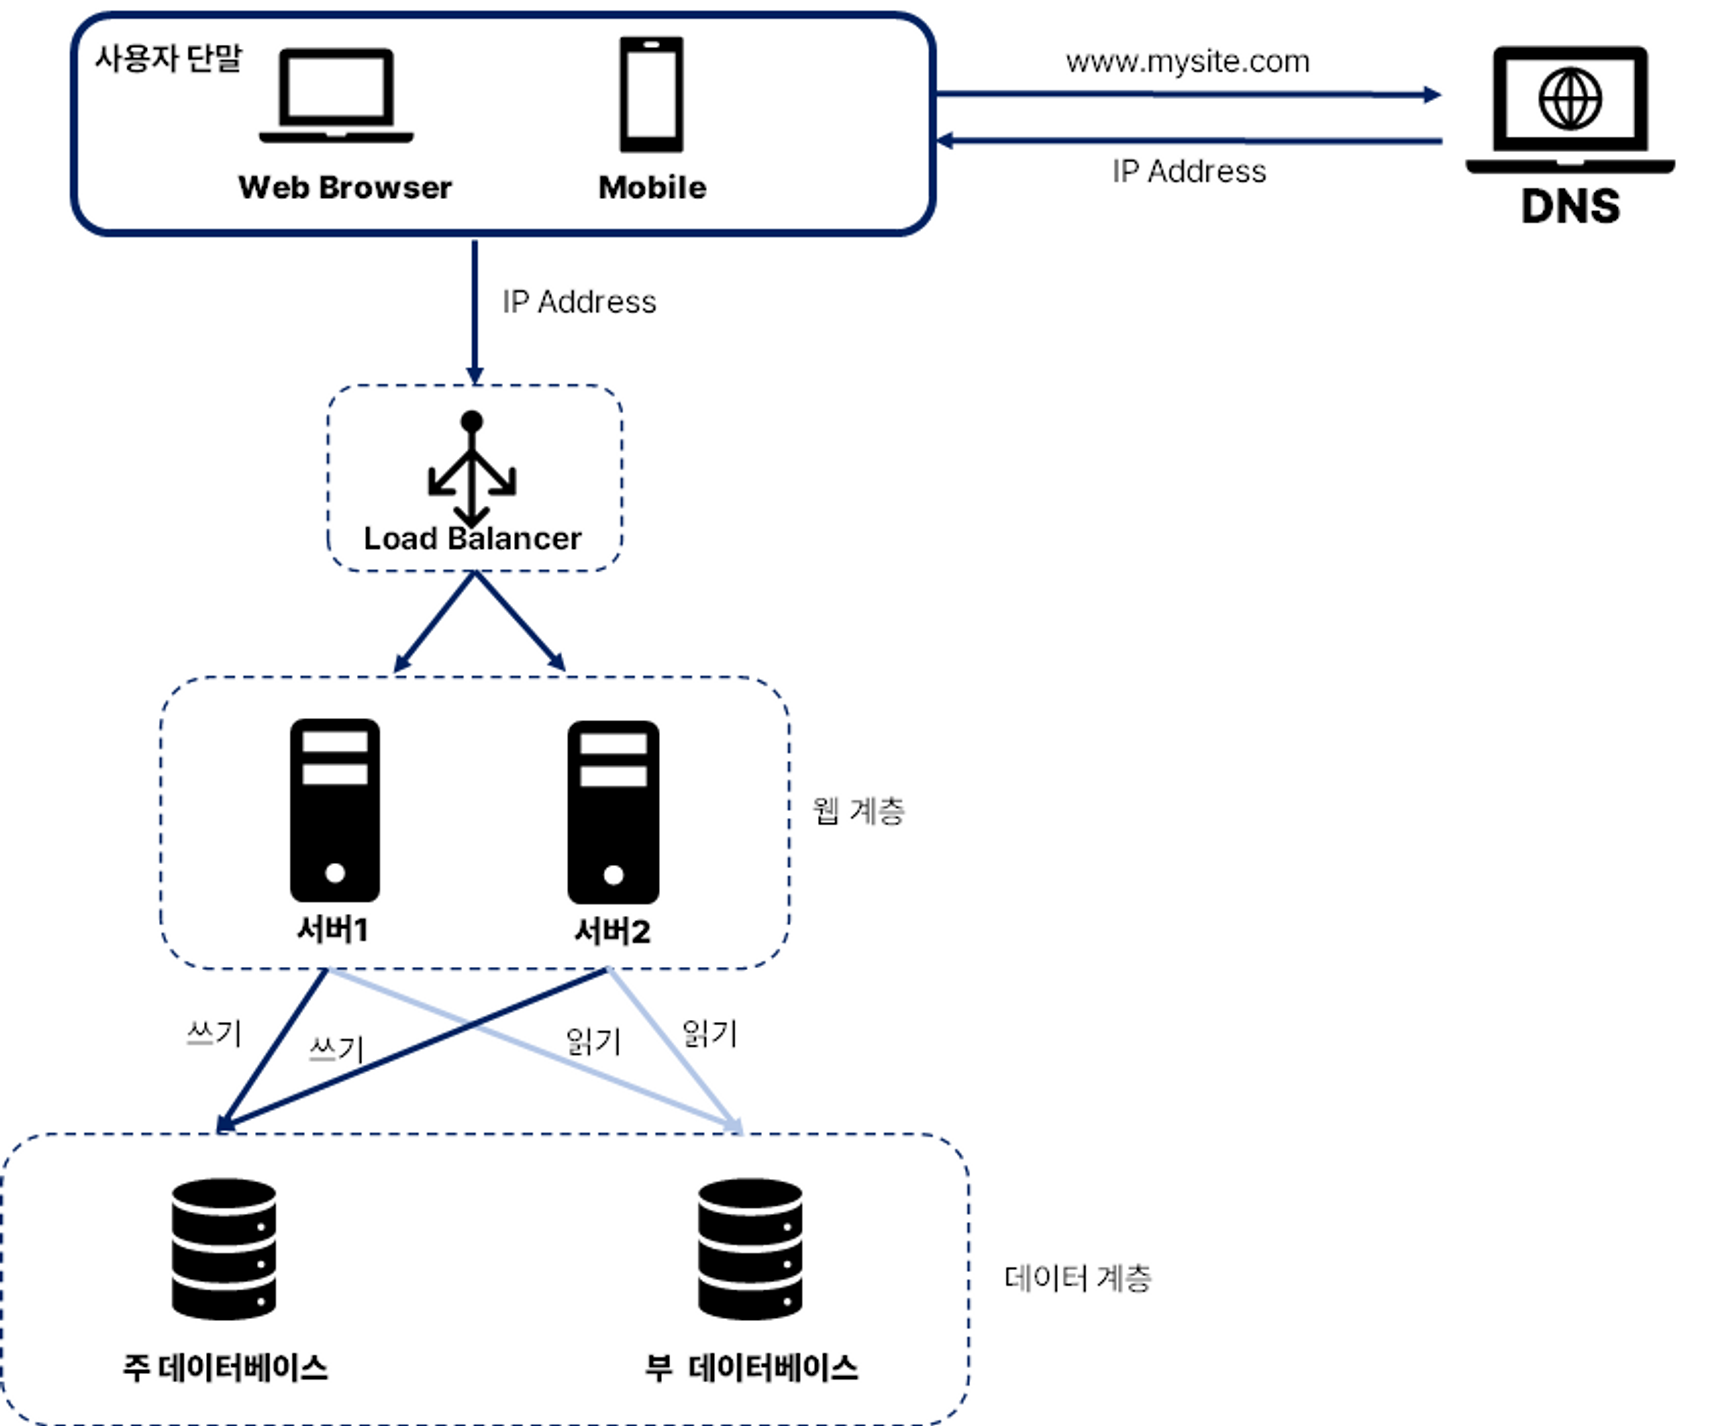 사용자 단말
Web Browser
Mobile
www.mysite.com
IP Address
DNS
IP Address
Load Balancer
서버1
서버2
웹 계층
쓰기
쓰기
읽기
읽기
데이터 계층
주 데이터베이스
부 데이터베이스